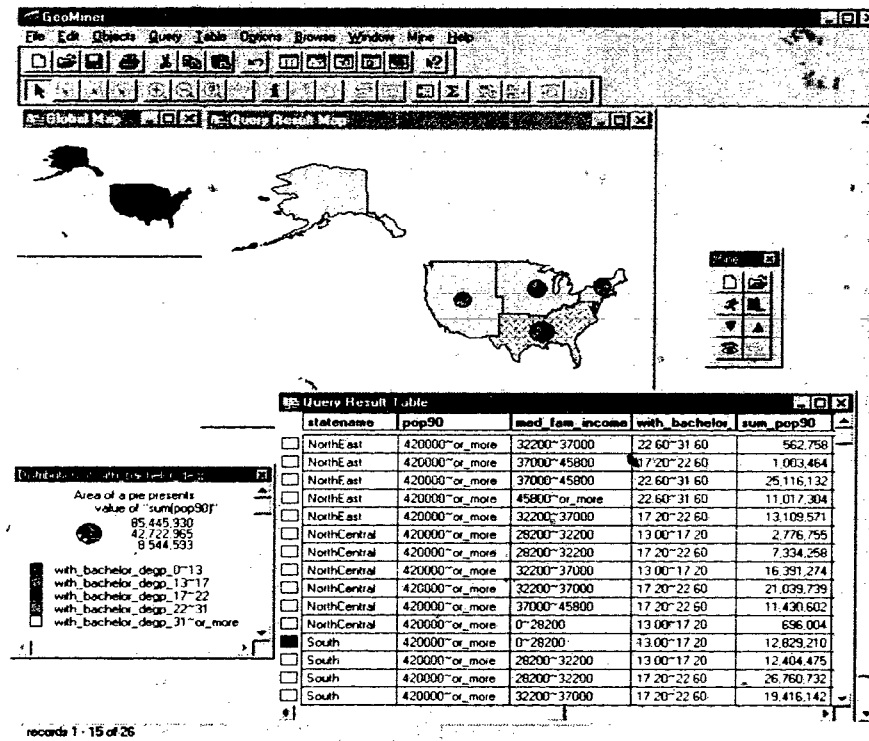 GeoMiner
File Edit Objects Query Table Options Browse Window Mine Help
Global Map
Query Result Map
Mine
Query Result Table
statename pop90 med_fam_income with_bachelor_ sum_pop90
NorthEast 420000~or_more 32200~37000 22.60~31.60 562,758
NorthEast 420000~or_more 37000~45800 17.20~22.60 1,003,464
NorthEast 420000~or_more 37000~45800 22.60~31.60 25,116,132
NorthEast 420000~or_more 45800~or_more 22.60~31.60 11,017,304
NorthEast 420000~or_more 32200~37000 17.20~22.60 13,109,571
NorthCentral 420000~or_more 28200~32200 13.00~17.20 2,776,755
NorthCentral 420000~or_more 28200~32200 17.20~22.60 7,334,258
NorthCentral 420000~or_more 32200~37000 13.00~17.20 16,391,274
NorthCentral 420000~or_more 32200~37000 17.20~22.60 21,039,739
NorthCentral 420000~or_more 37000~45800 17.20~22.60 11,430,602
NorthCentral 420000~or_more 0~28200 13.00~17.20 696,004
South 420000~or_more 0~28200 13.00~17.20 12,829,210
South 420000~or_more 28200~32200 13.00~17.20 12,404,475
South 420000~or_more 28200~32200 17.20~22.60 26,760,732
South 420000~or_more 32200~37000 17.20~22.60 19,416,142
Area of a pie presents
value of "sum(pop90)"
85,445,930
42,722,965
8,544,593
with_bachelor_degp_0~13
with_bachelor_degp_13~17
with_bachelor_degp_17~22
with_bachelor_degp_22~31
with_bachelor_degp_31~or_more
records 1 - 15 of 26